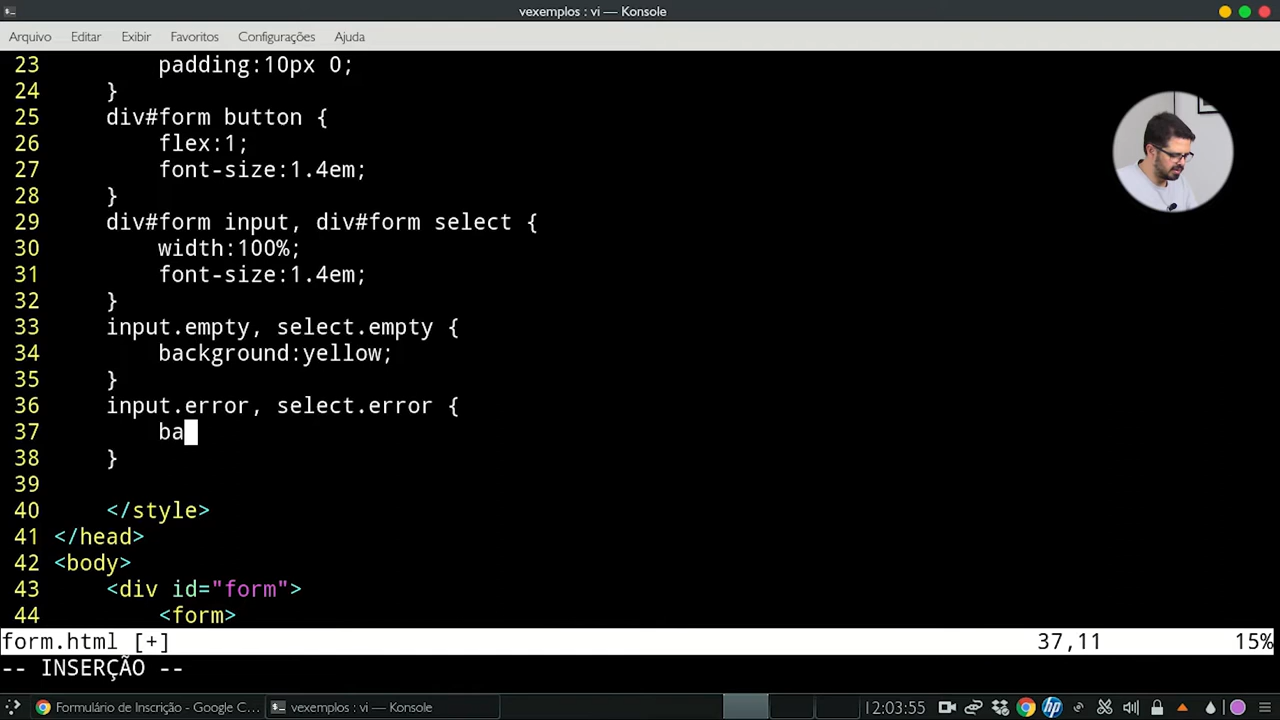 vexemplos : vi — Konsole
Arquivo Editar Exibir Favoritos Configurações Ajuda
23 padding:10px 0;
24 }
25 div#form button {
26 flex:1;
27 font-size:1.4em;
28 }
29 div#form input, div#form select {
30 width:100%;
31 font-size:1.4em;
32 }
33 input.empty, select.empty {
34 background:yellow;
35 }
36 input.error, select.error {
37 ba
38 }
39
40 </style>
41 </head>
42 <body>
43 <div id="form">
44 <form>
form.html [+] 37,11 15%
-- INSERÇÃO --
Formulário de Inscrição - Google C... vexemplos : vi — Konsole 12:03:55